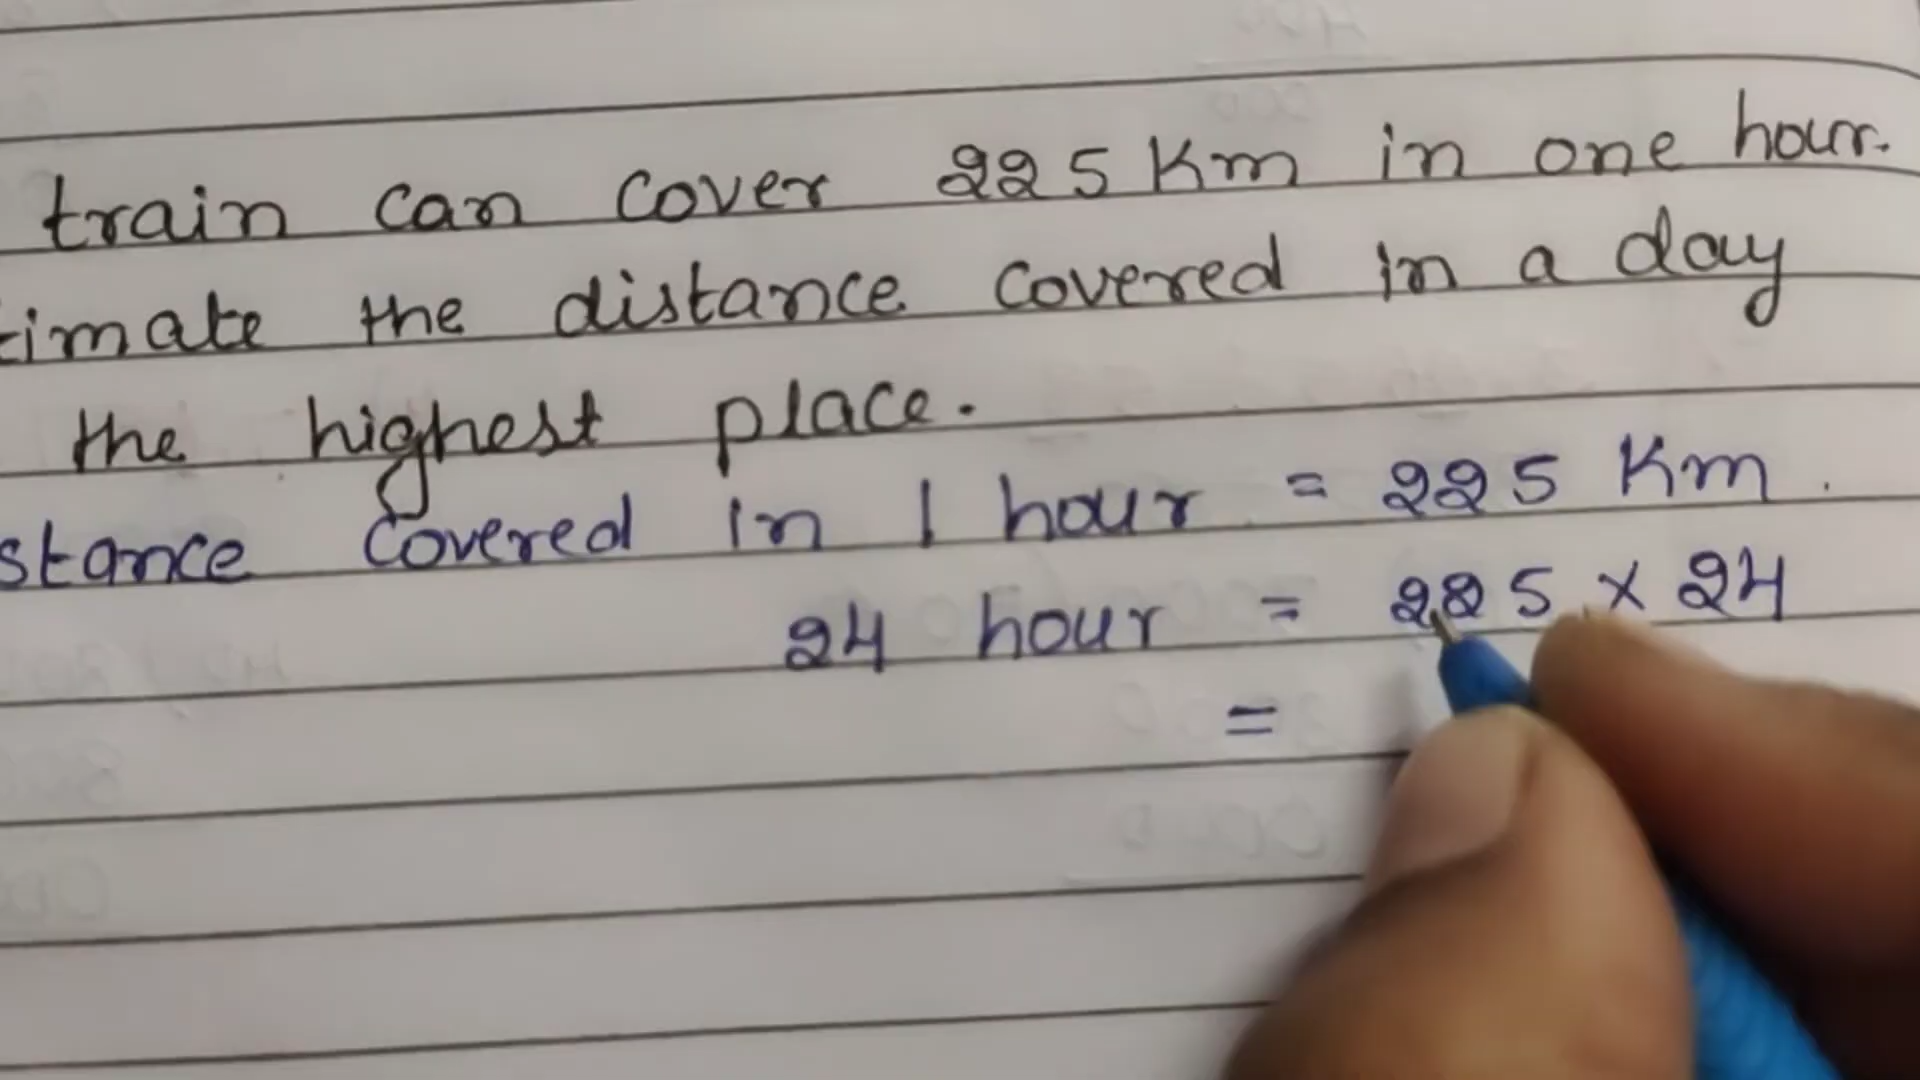 train can cover 225 Km in one hour.
timate the distance covered in a day
the highest place.
stance covered in 1 hour = 225 Km.
24 hour = 225 x 24
=